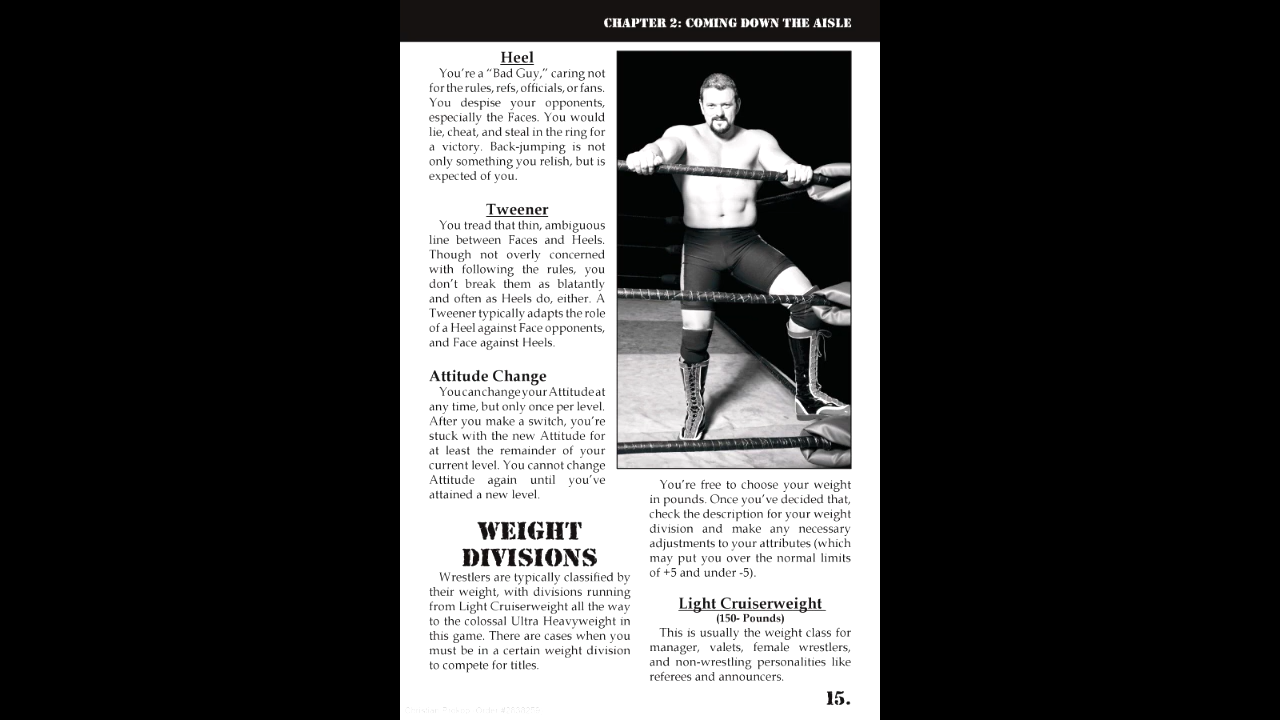 CHAPTER 2: COMING DOWN THE AISLE
Heel
You're a "Bad Guy," caring not
for the rules, refs, officials, or fans.
You despise your opponents,
especially the Faces. You would
lie, cheat, and steal in the ring for
a victory. Back-jumping is not
only something you relish, but is
expected of you.
Tweener
You tread that thin, ambiguous
line between Faces and Heels.
Though not overly concerned
with following the rules, you
don't break them as blatantly
and often as Heels do, either. A
Tweener typically adapts the role
of a Heel against Face opponents,
and Face against Heels.
Attitude Change
You can change your Attitude at
any time, but only once per level.
After you make a switch, you're
stuck with the new Attitude for
at least the remainder of your
current level. You cannot change
Attitude again until you've
attained a new level.
WEIGHT
DIVISIONS
Wrestlers are typically classified by
their weight, with divisions running
from Light Cruiserweight all the way
to the colossal Ultra Heavyweight in
this game. There are cases when you
must be in a certain weight division
to compete for titles.
You're free to choose your weight
in pounds. Once you've decided that,
check the description for your weight
division and make any necessary
adjustments to your attributes (which
may put you over the normal limits
of +5 and under -5).
Light Cruiserweight
(150- Pounds)
This is usually the weight class for
manager, valets, female wrestlers,
and non-wrestling personalities like
referees and announcers.
15.